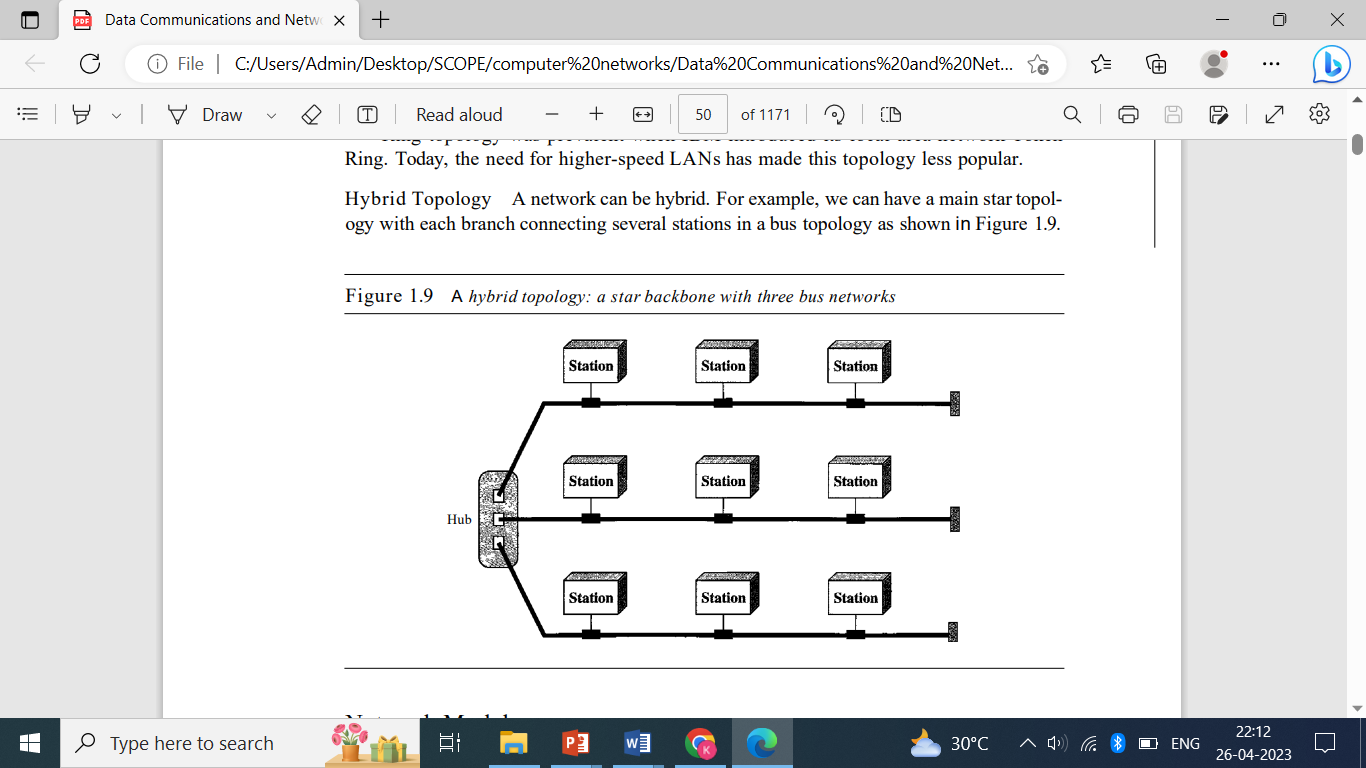 Data Communications and Netw
File
C:/Users/Admin/Desktop/SCOPE/computer%20networks/Data%20Communications%20and%20Net...
Draw
Read aloud
50
of 1171
Ring. Today, the need for higher-speed LANs has made this topology less popular.
Hybrid Topology A network can be hybrid. For example, we can have a main star topol-
ogy with each branch connecting several stations in a bus topology as shown in Figure 1.9.
Figure 1.9 A hybrid topology: a star backbone with three bus networks
Station Station Station
Station Station Station
Hub
Station Station Station
Type here to search
30°C
ENG
22:12
26-04-2023